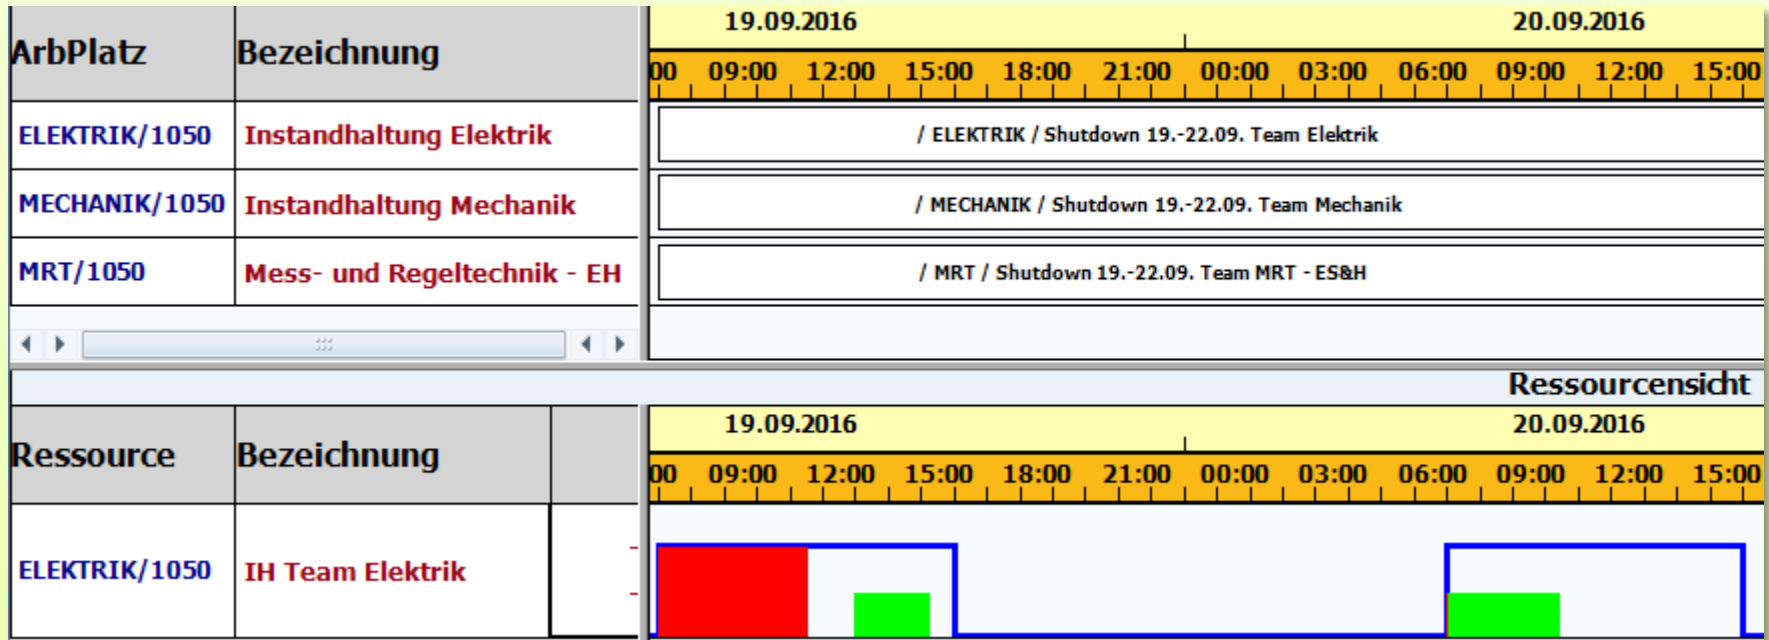 ArbPlatz Bezeichnung 19.09.2016 20.09.2016
00 09:00 12:00 15:00 18:00 21:00 00:00 03:00 06:00 09:00 12:00 15:00
ELEKTRIK/1050 Instandhaltung Elektrik / ELEKTRIK / Shutdown 19.-22.09. Team Elektrik
MECHANIK/1050 Instandhaltung Mechanik / MECHANIK / Shutdown 19.-22.09. Team Mechanik
MRT/1050 Mess- und Regeltechnik - EH / MRT / Shutdown 19.-22.09. Team MRT - ES&H
Ressourcensicht
Ressource Bezeichnung 19.09.2016 20.09.2016
00 09:00 12:00 15:00 18:00 21:00 00:00 03:00 06:00 09:00 12:00 15:00
ELEKTRIK/1050 IH Team Elektrik